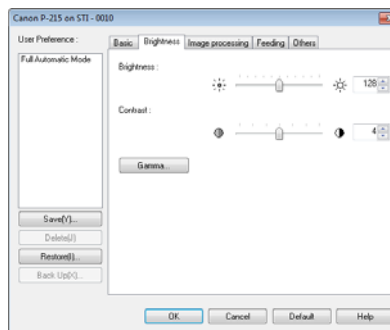 Canon P-215 on STI - 0010
User Preference :
Full Automatic Mode
Save(Y)...
Delete(J)
Restore(I)...
Back Up(X)...
Basic
Brightness
Image processing
Feeding
Others
Brightness :
128
Contrast :
4
Gamma...
OK
Cancel
Default
Help